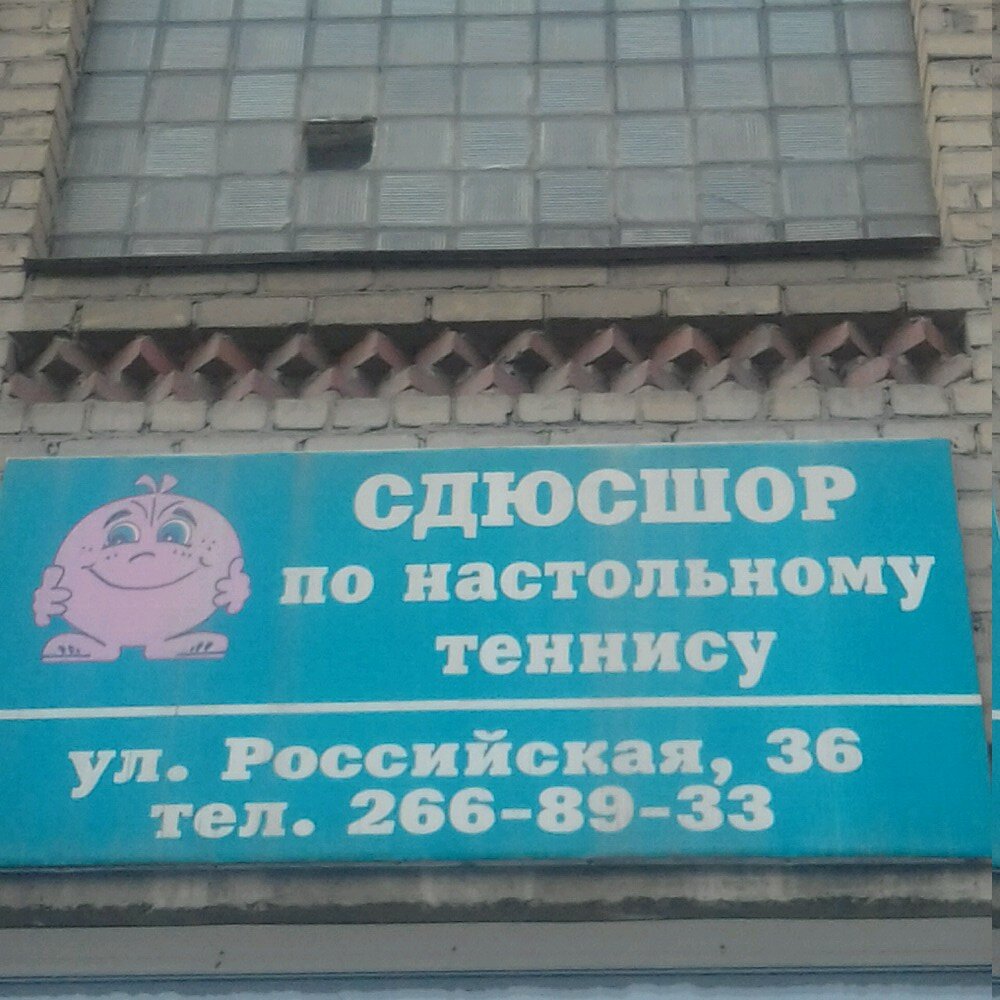 СДЮСШОР
по настольному
теннису
ул. Российская, 36
тел. 266-89-33